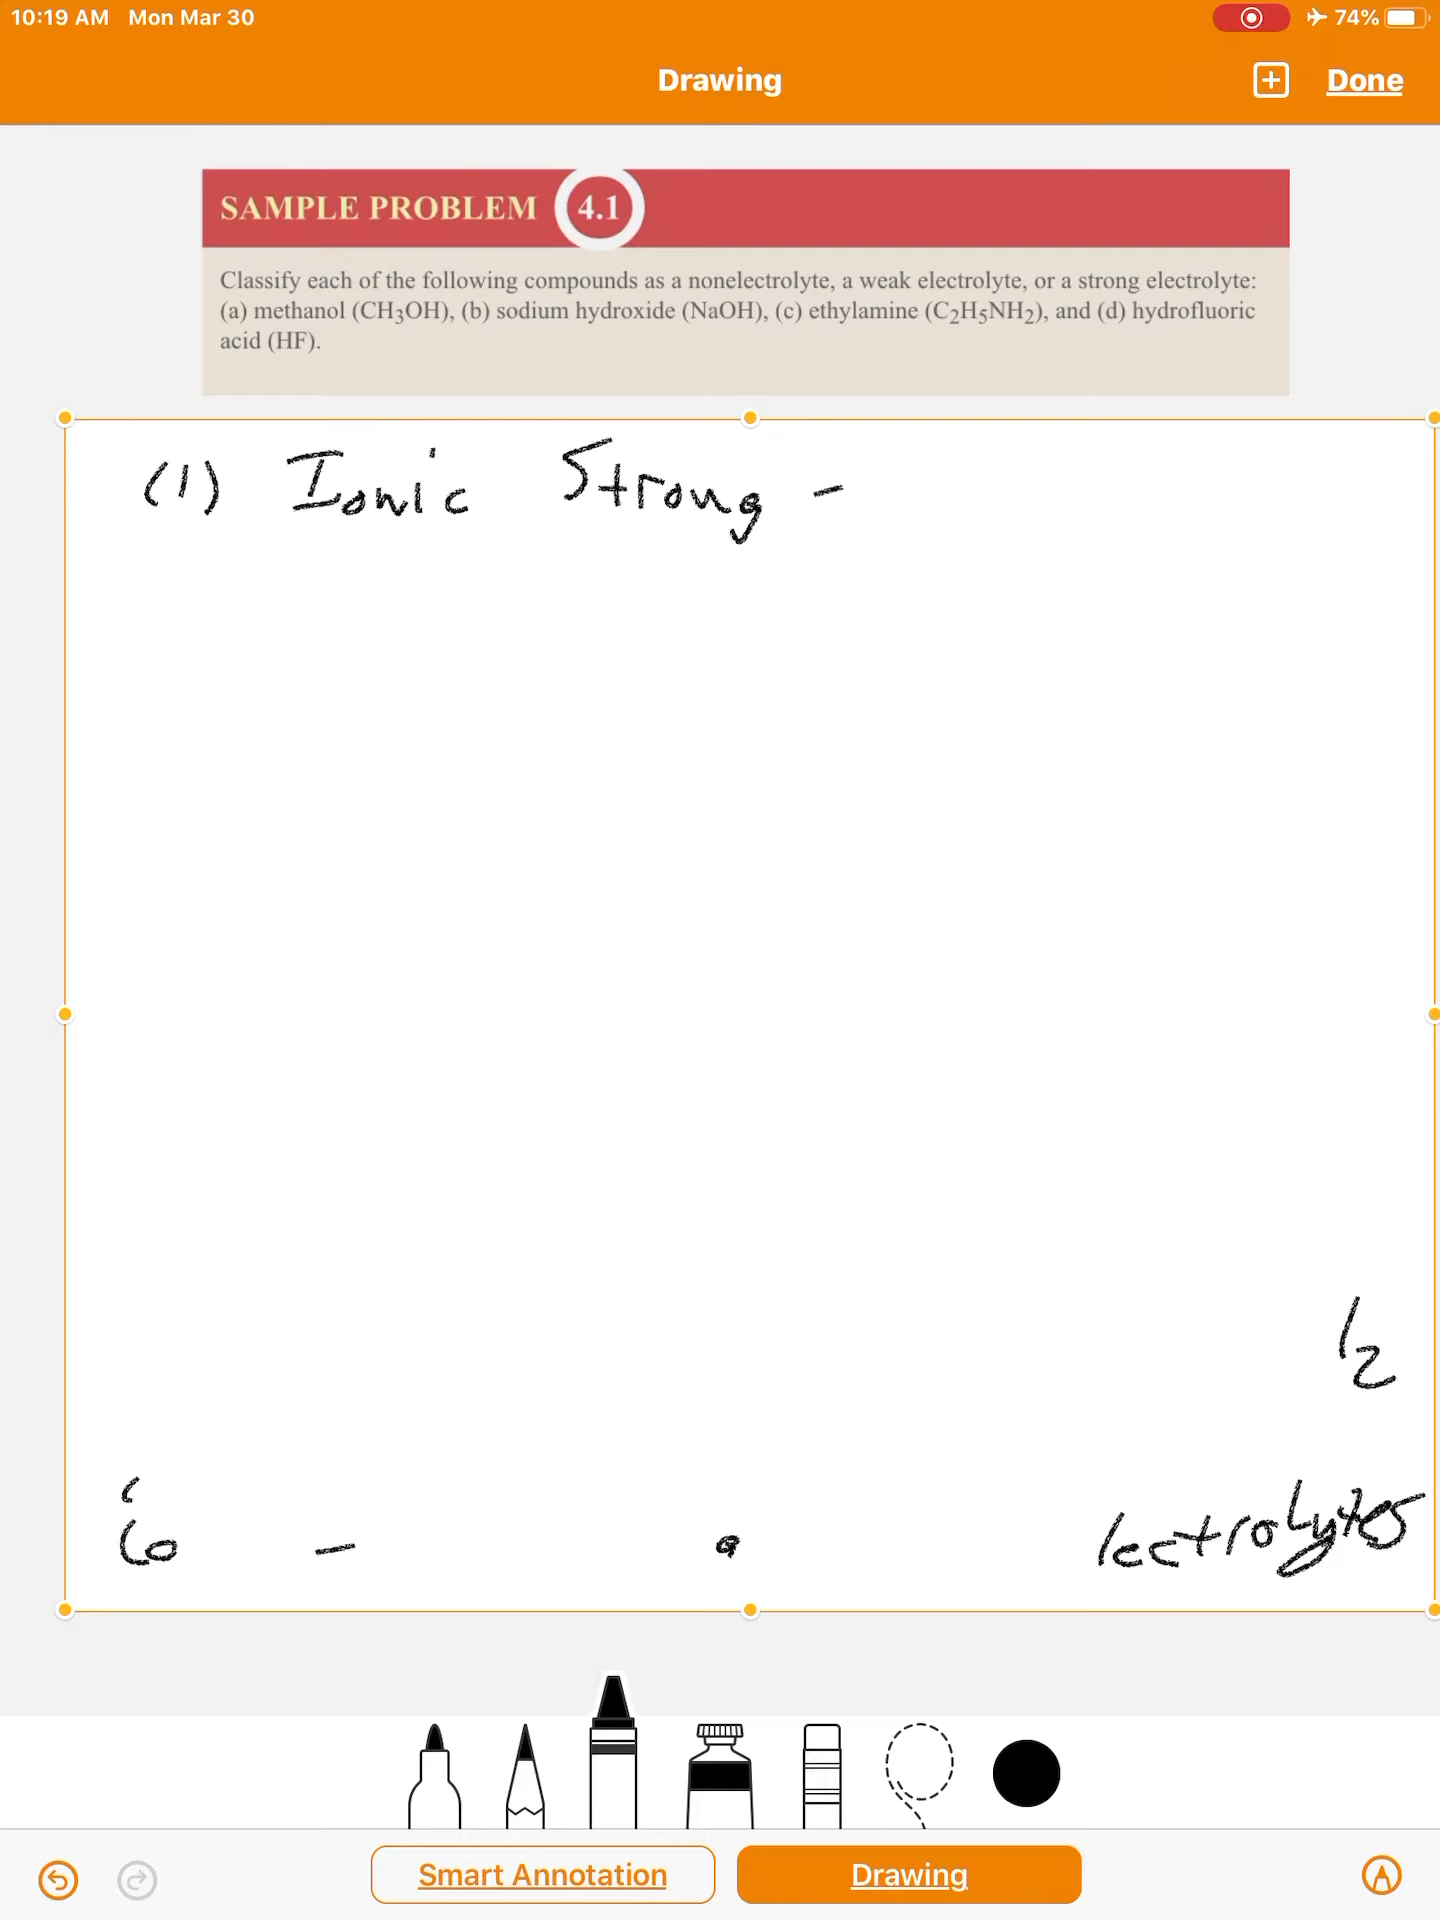 10:19 AM Mon Mar 30 74%
Drawing Done
SAMPLE PROBLEM 4.1
Classify each of the following compounds as a nonelectrolyte, a weak electrolyte, or a strong electrolyte:
(a) methanol (CH3OH), (b) sodium hydroxide (NaOH), (c) ethylamine (C2H5NH2), and (d) hydrofluoric
acid (HF).
(1) Ionic Strong -
lectrolytes
Smart Annotation Drawing